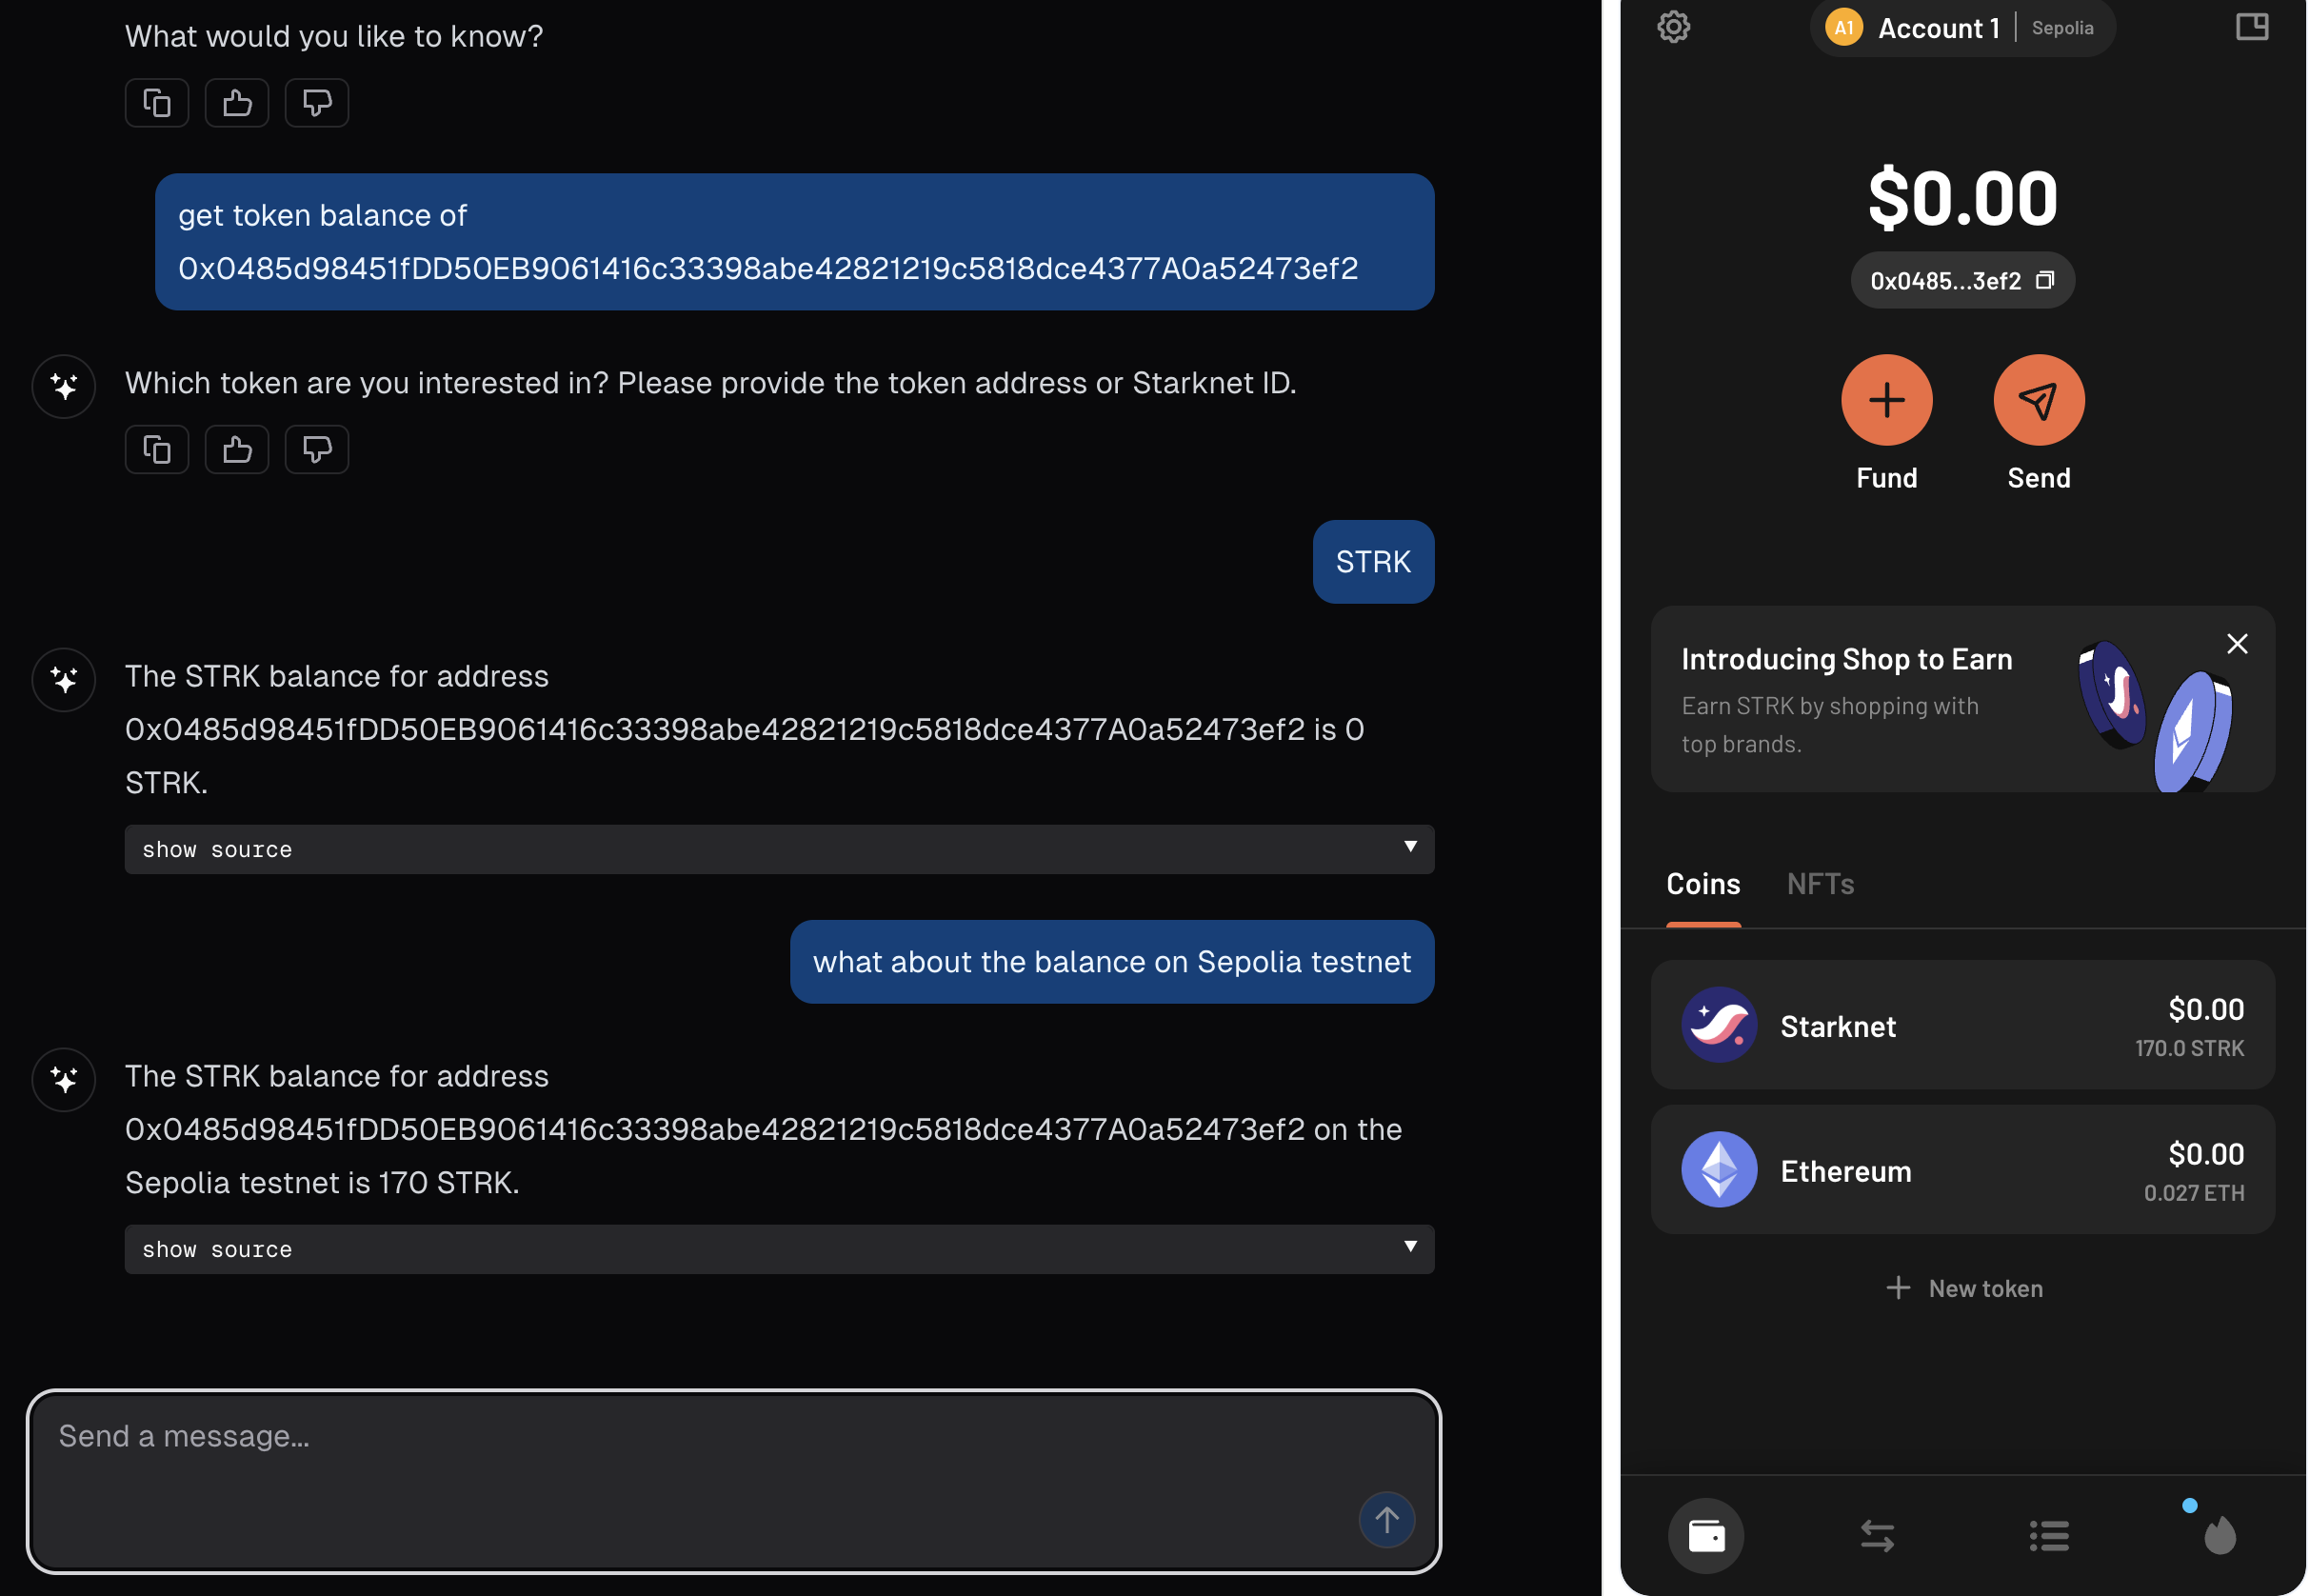 What would you like to know?
get token balance of
0x0485d98451fDD50EB9061416c33398abe42821219c5818dce4377A0a52473ef2
Which token are you interested in? Please provide the token address or Starknet ID.
STRK
The STRK balance for address
0x0485d98451fDD50EB9061416c33398abe42821219c5818dce4377A0a52473ef2 is 0
STRK.
show source
what about the balance on Sepolia testnet
The STRK balance for address
0x0485d98451fDD50EB9061416c33398abe42821219c5818dce4377A0a52473ef2 on the
Sepolia testnet is 170 STRK.
show source
Send a message...
A1 Account 1 | Sepolia
$0.00
0x0485...3ef2
Fund
Send
Introducing Shop to Earn
Earn STRK by shopping with
top brands.
Coins
NFTs
Starknet
$0.00
170.0 STRK
Ethereum
$0.00
0.027 ETH
New token